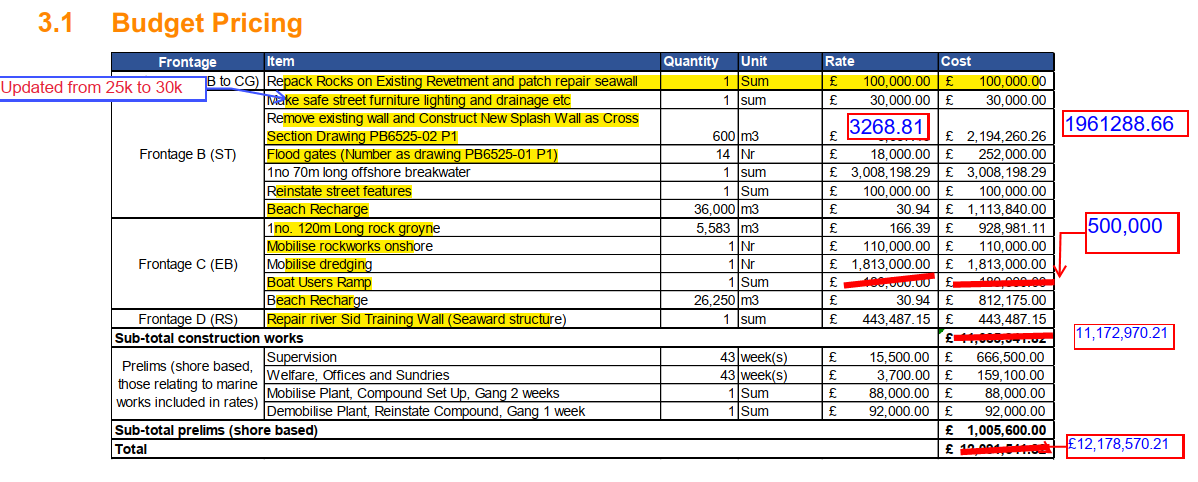 3.1 Budget Pricing
Frontage Item Quantity Unit Rate Cost
B to CG) Repack Rocks on Existing Revetment and patch repair seawall 1 Sum £ 100,000.00 £ 100,000.00
Updated from 25k to 30k
Make safe street furniture lighting and drainage etc 1 sum £ 30,000.00 £ 30,000.00
Remove existing wall and Construct New Splash Wall as Cross
Section Drawing PB6525-02 P1 600 m3 £ 3268.81 £ 2,194,260.26 1961288.66
Frontage B (ST) Flood gates (Number as drawing PB6525-01 P1) 14 Nr £ 18,000.00 £ 252,000.00
1no 70m long offshore breakwater 1 sum £ 3,008,198.29 £ 3,008,198.29
Reinstate street features 1 Sum £ 100,000.00 £ 100,000.00
Beach Recharge 36,000 m3 £ 30.94 £ 1,113,840.00
1no. 120m Long rock groyne 5,583 m3 £ 166.39 £ 928,981.11 500,000
Mobilise rockworks onshore 1 Nr £ 110,000.00 £ 110,000.00
Frontage C (EB) Mobilise dredging 1 Nr £ 1,813,000.00 £ 1,813,000.00
Boat Users Ramp 1 Sum £ £
Beach Recharge 26,250 m3 £ 30.94 £ 812,175.00
Frontage D (RS) Repair river Sid Training Wall (Seaward structure) 1 sum £ 443,487.15 £ 443,487.15
Sub-total construction works £ 11,172,970.21
Prelims (shore based, those relating to marine works included in rates) Supervision 43 week(s) £ 15,500.00 £ 666,500.00
Welfare, Offices and Sundries 43 week(s) £ 3,700.00 £ 159,100.00
Mobilise Plant, Compound Set Up, Gang 2 weeks 1 Sum £ 88,000.00 £ 88,000.00
Demobilise Plant, Reinstate Compound, Gang 1 week 1 Sum £ 92,000.00 £ 92,000.00
Sub-total prelims (shore based) £ 1,005,600.00
Total £ £12,178,570.21